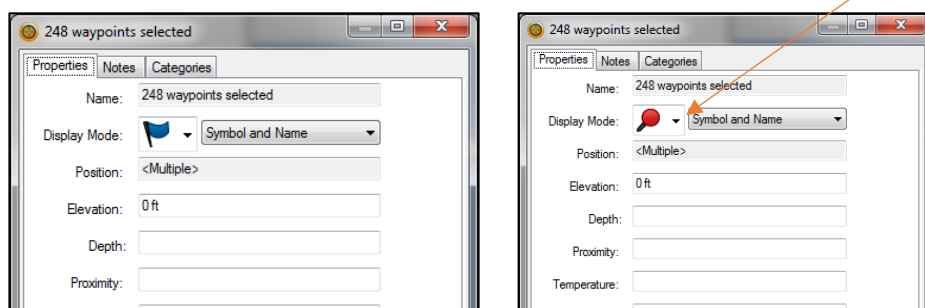 248 waypoints selected
Properties Notes Categories
Name: 248 waypoints selected
Display Mode: Symbol and Name
Position: <Multiple>
Elevation: 0 ft
Depth:
Proximity:
248 waypoints selected
Properties Notes Categories
Name: 248 waypoints selected
Display Mode: Symbol and Name
Position: <Multiple>
Elevation: 0 ft
Depth:
Proximity:
Temperature: